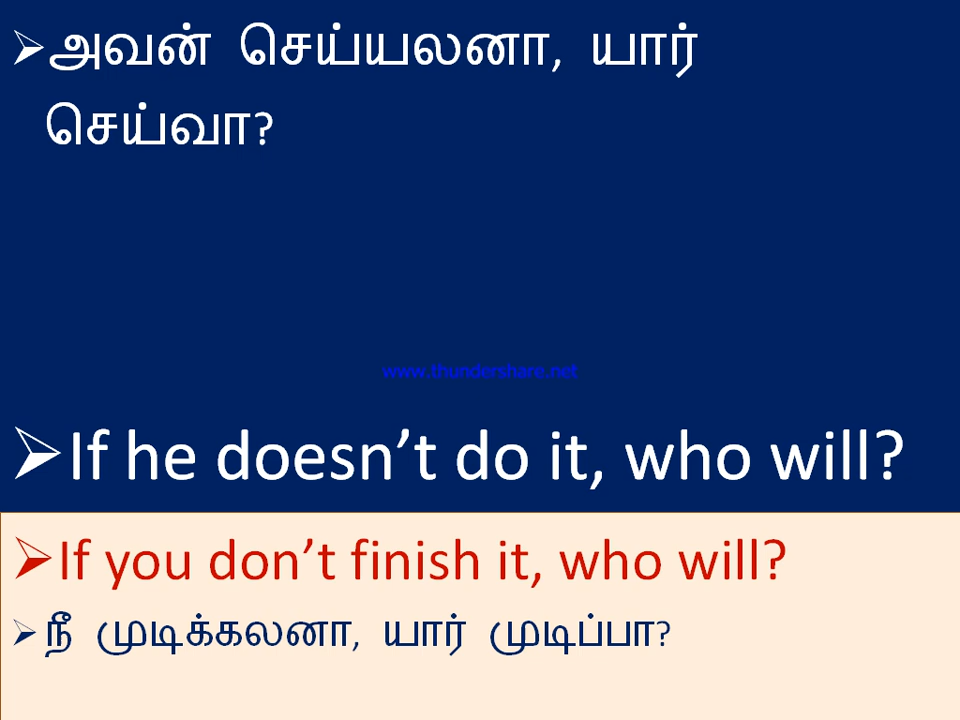 ➢அவன் செய்யலனா, யார்
செய்வா?
www.thundershare.net
➢If he doesn’t do it, who will?
➢If you don’t finish it, who will?
➢நீ முடிக்கலனா, யார் முடிப்பா?